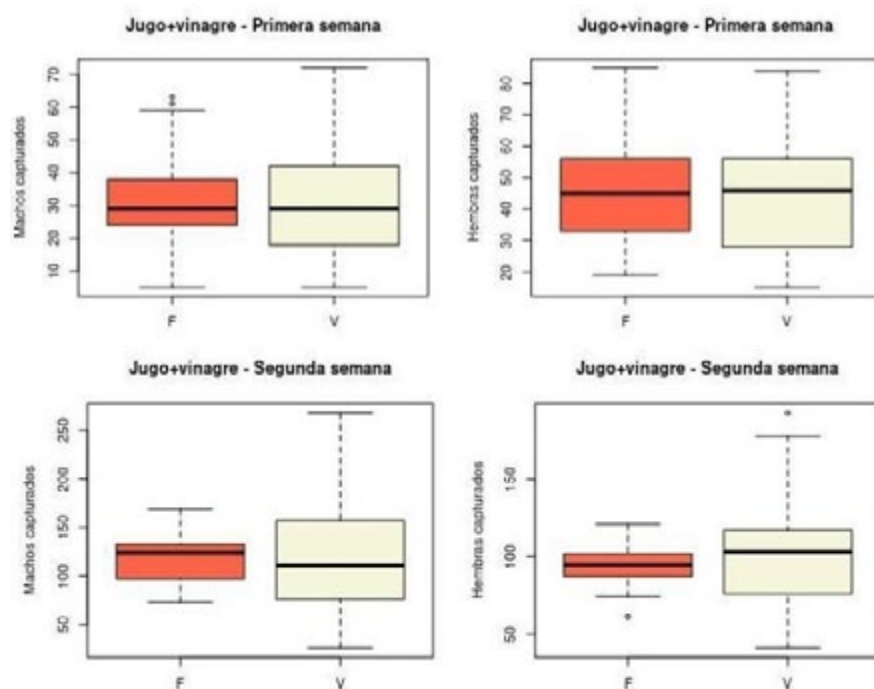 Jugo+vinagre - Primera semana
Machos capturados
70
60
50
40
30
20
10
F V
Jugo+vinagre - Primera semana
Hembras capturados
80
70
60
50
40
30
20
F V
Jugo+vinagre - Segunda semana
Machos capturados
250
200
150
100
50
F V
Jugo+vinagre - Segunda semana
Hembras capturados
150
100
50
F V